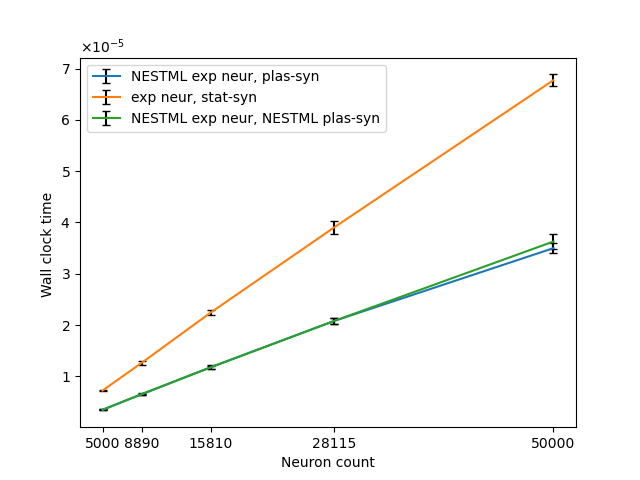 ×10⁻⁵
NESTML exp neur, plas-syn
exp neur, stat-syn
NESTML exp neur, NESTML plas-syn
7
6
5
4
3
2
1
Wall clock time
5000 8890 15810 28115 50000
Neuron count